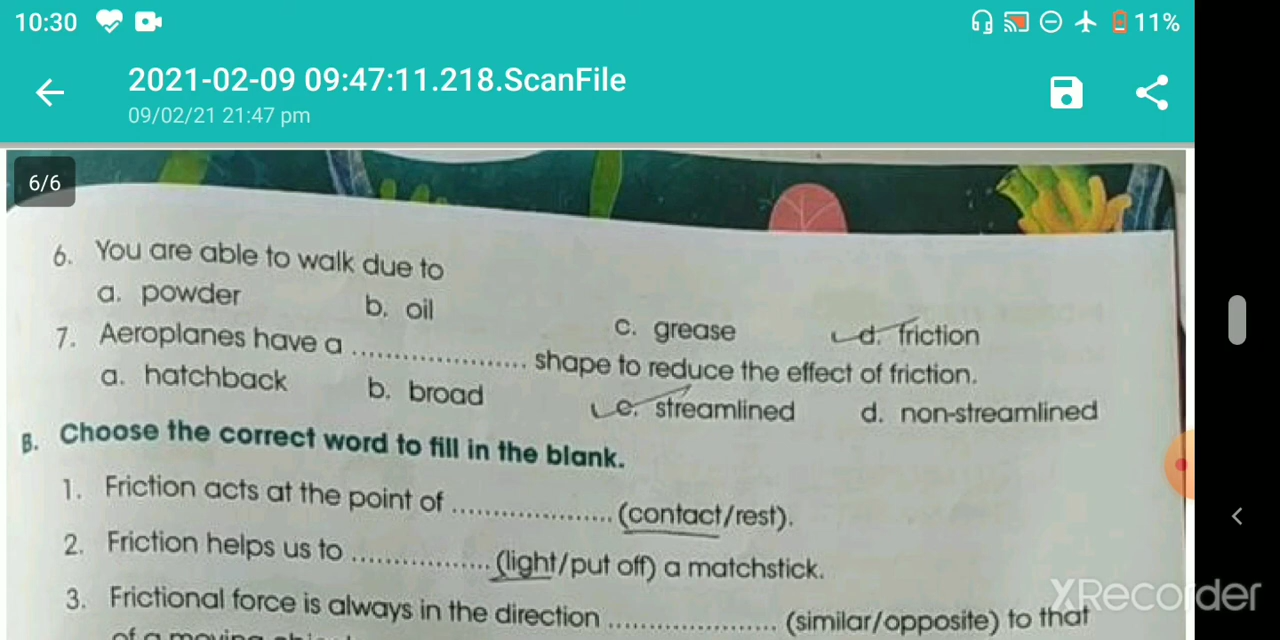 10:30 11%
2021-02-09 09:47:11.218.ScanFile
09/02/21 21:47 pm
6/6
6. You are able to walk due to
a. powder b. oil c. grease d. friction
7. Aeroplanes have a .................... shape to reduce the effect of friction.
a. hatchback b. broad c. streamlined d. non-streamlined
B. Choose the correct word to fill in the blank.
1. Friction acts at the point of .................... (contact/rest).
2. Friction helps us to .................... (light/put off) a matchstick.
3. Frictional force is always in the direction .................... (similar/opposite) to that
of a moving
XRecorder